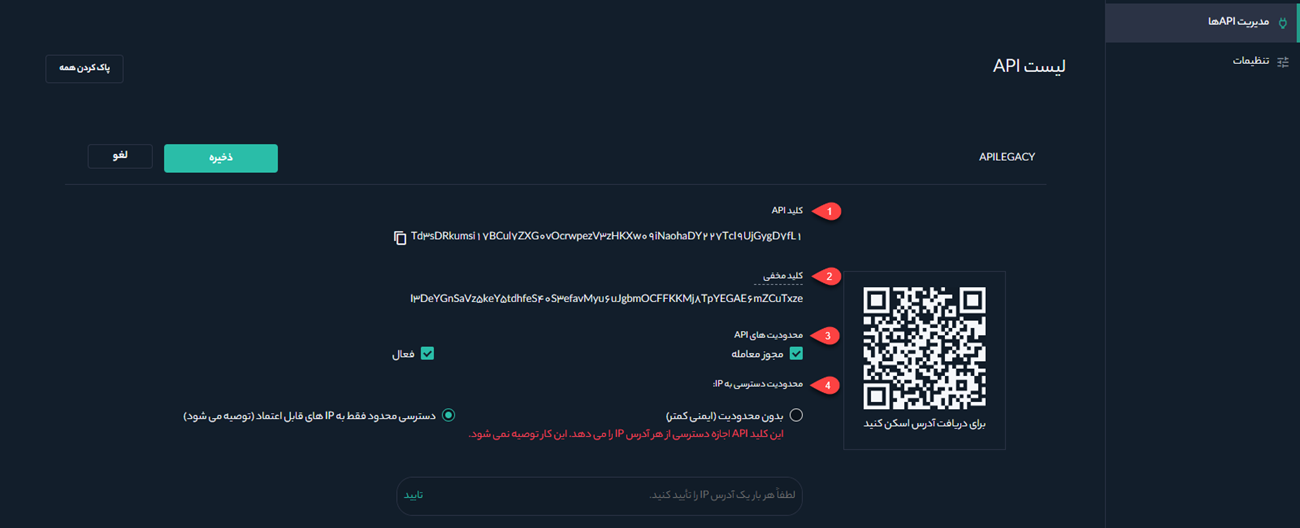 مدیریت APIها
تنظیمات
لیست API
پاک کردن همه
APILEGACY
ذخیره
لغو
1
کلید API
Td۳sDRkumsi۱۷BCul۷ZXG۰vOcrwpezV۳zHKXw۰۹iNaohaDY۲۲۷TcI۹UjGygD۷fL۱
2
کلید مخفی
I۳DeYGnSaVz۵keY۵tdhfeS۴۰S۳efavMyu۶uJgbmOCFFKKMj۸TpYEGAE۶mZCuTxze
3
محدودیت های API
مجوز معامله
فعال
4
محدودیت دسترسی به IP:
بدون محدودیت (ایمنی کمتر)
دسترسی محدود فقط به IP های قابل اعتماد (توصیه می شود)
این کلید API اجازه دسترسی از هر آدرس IP را می دهد. این کار توصیه نمی شود.
برای دریافت آدرس اسکن کنید
لطفاً هر بار یک آدرس IP را تأیید کنید.
تایید